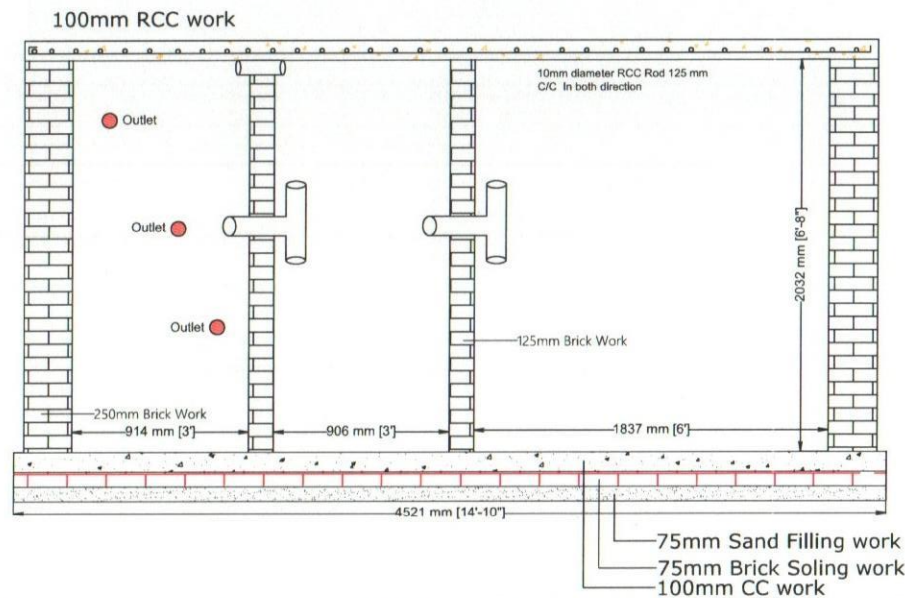 100mm RCC work
10mm diameter RCC Rod 125 mm
C/C In both direction
Outlet
Outlet
Outlet
2032 mm [6'-8"]
125mm Brick Work
250mm Brick Work
914 mm [3']
906 mm [3']
1837 mm [6']
4521 mm [14'-10"]
75mm Sand Filling work
75mm Brick Soling work
100mm CC work